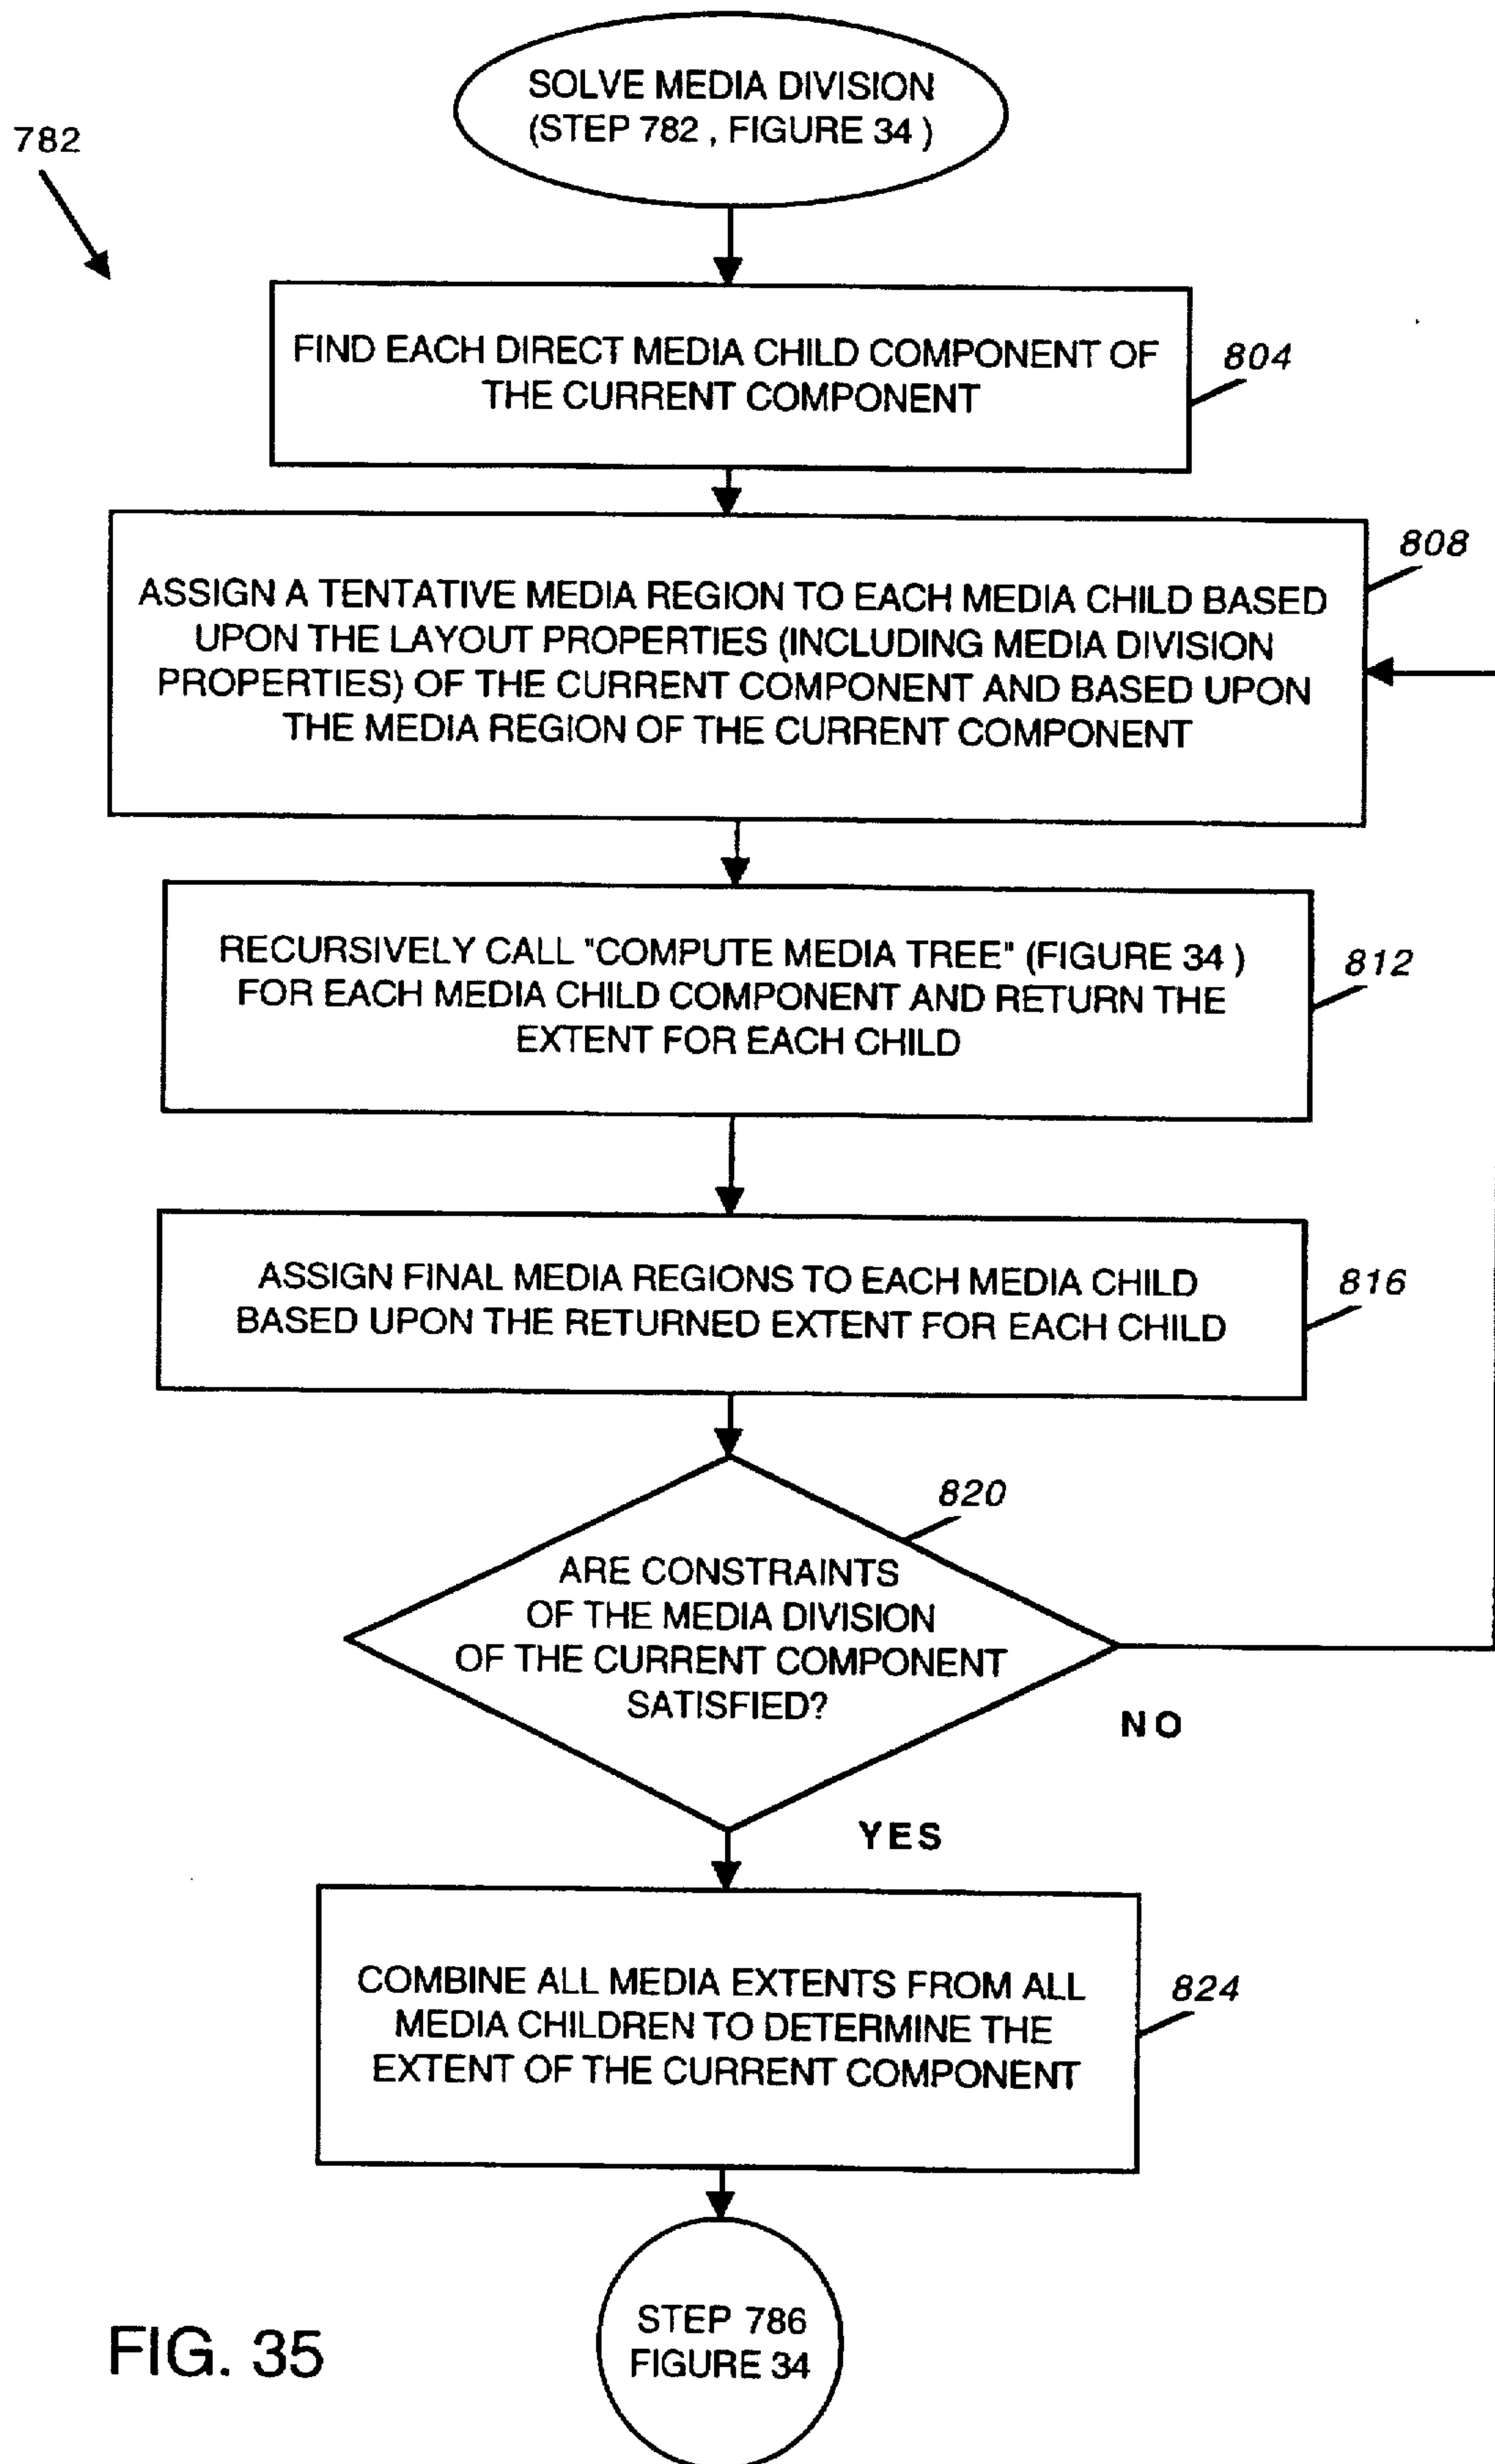 SOLVE MEDIA DIVISION
(STEP 782 , FIGURE 34 )
782
FIND EACH DIRECT MEDIA CHILD COMPONENT OF
THE CURRENT COMPONENT
804
808
ASSIGN A TENTATIVE MEDIA REGION TO EACH MEDIA CHILD BASED
UPON THE LAYOUT PROPERTIES (INCLUDING MEDIA DIVISION
PROPERTIES) OF THE CURRENT COMPONENT AND BASED UPON
THE MEDIA REGION OF THE CURRENT COMPONENT
RECURSIVELY CALL "COMPUTE MEDIA TREE" (FIGURE 34 )
FOR EACH MEDIA CHILD COMPONENT AND RETURN THE
EXTENT FOR EACH CHILD
812
ASSIGN FINAL MEDIA REGIONS TO EACH MEDIA CHILD
BASED UPON THE RETURNED EXTENT FOR EACH CHILD
816
820
ARE CONSTRAINTS
OF THE MEDIA DIVISION
OF THE CURRENT COMPONENT
SATISFIED?
NO
YES
COMBINE ALL MEDIA EXTENTS FROM ALL
MEDIA CHILDREN TO DETERMINE THE
EXTENT OF THE CURRENT COMPONENT
824
STEP 786
FIGURE 34
FIG. 35